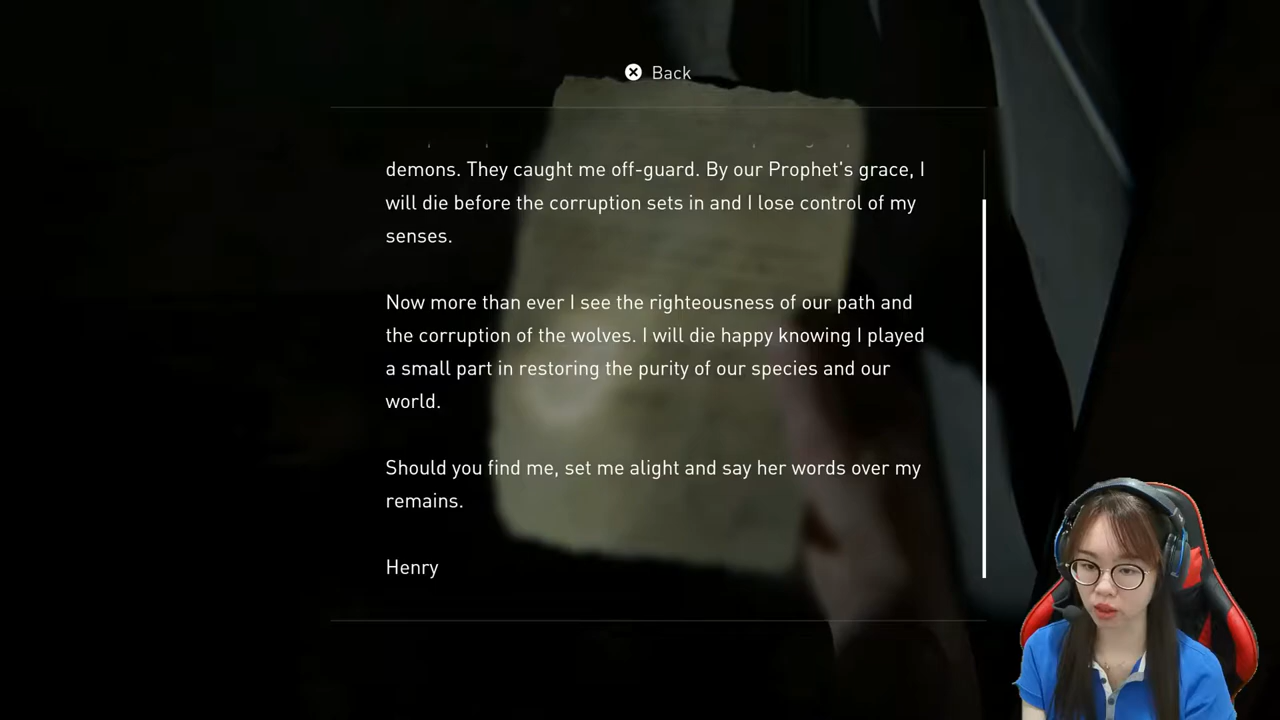 Back
demons. They caught me off-guard. By our Prophet's grace, I
will die before the corruption sets in and I lose control of my
senses.
Now more than ever I see the righteousness of our path and
the corruption of the wolves. I will die happy knowing I played
a small part in restoring the purity of our species and our
world.
Should you find me, set me alight and say her words over my
remains.
Henry